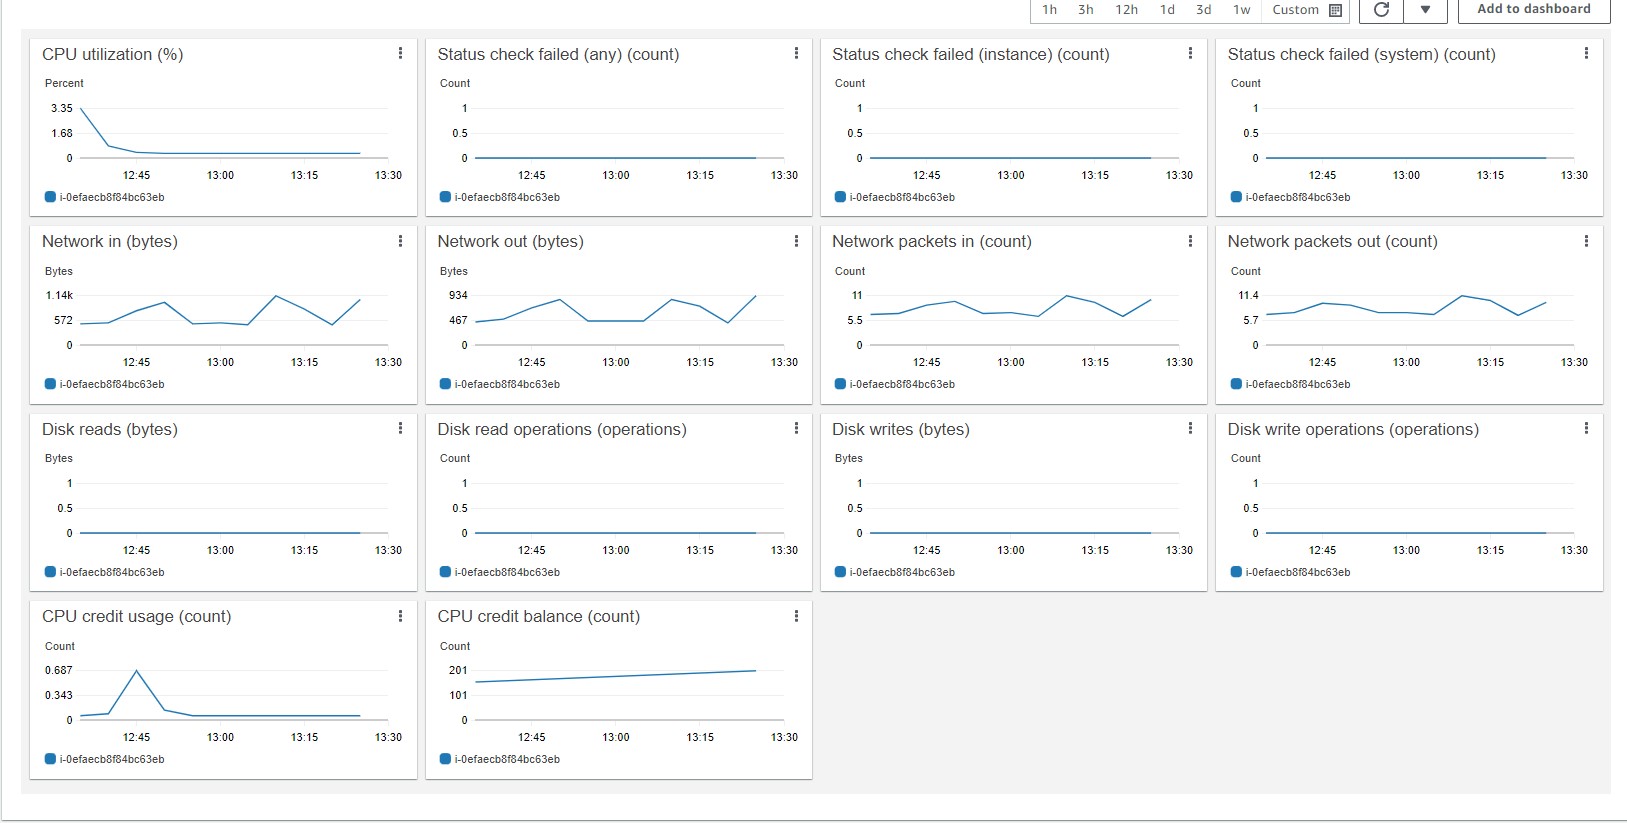 1h 3h 12h 1d 3d 1w Custom Add to dashboard
CPU utilization (%)
Percent
3.35
1.68
0
12:45 13:00 13:15 13:30
i-0efaecb8f84bc63eb
Status check failed (any) (count)
Count
1
0.5
0
12:45 13:00 13:15 13:30
i-0efaecb8f84bc63eb
Status check failed (instance) (count)
Count
1
0.5
0
12:45 13:00 13:15 13:30
i-0efaecb8f84bc63eb
Status check failed (system) (count)
Count
1
0.5
0
12:45 13:00 13:15 13:30
i-0efaecb8f84bc63eb
Network in (bytes)
Bytes
1.14k
572
0
12:45 13:00 13:15 13:30
i-0efaecb8f84bc63eb
Network out (bytes)
Bytes
934
467
0
12:45 13:00 13:15 13:30
i-0efaecb8f84bc63eb
Network packets in (count)
Count
11
5.5
0
12:45 13:00 13:15 13:30
i-0efaecb8f84bc63eb
Network packets out (count)
Count
11.4
5.7
0
12:45 13:00 13:15 13:30
i-0efaecb8f84bc63eb
Disk reads (bytes)
Bytes
1
0.5
0
12:45 13:00 13:15 13:30
i-0efaecb8f84bc63eb
Disk read operations (operations)
Count
1
0.5
0
12:45 13:00 13:15 13:30
i-0efaecb8f84bc63eb
Disk writes (bytes)
Bytes
1
0.5
0
12:45 13:00 13:15 13:30
i-0efaecb8f84bc63eb
Disk write operations (operations)
Count
1
0.5
0
12:45 13:00 13:15 13:30
i-0efaecb8f84bc63eb
CPU credit usage (count)
Count
0.687
0.343
0
12:45 13:00 13:15 13:30
i-0efaecb8f84bc63eb
CPU credit balance (count)
Count
201
101
0
12:45 13:00 13:15 13:30
i-0efaecb8f84bc63eb